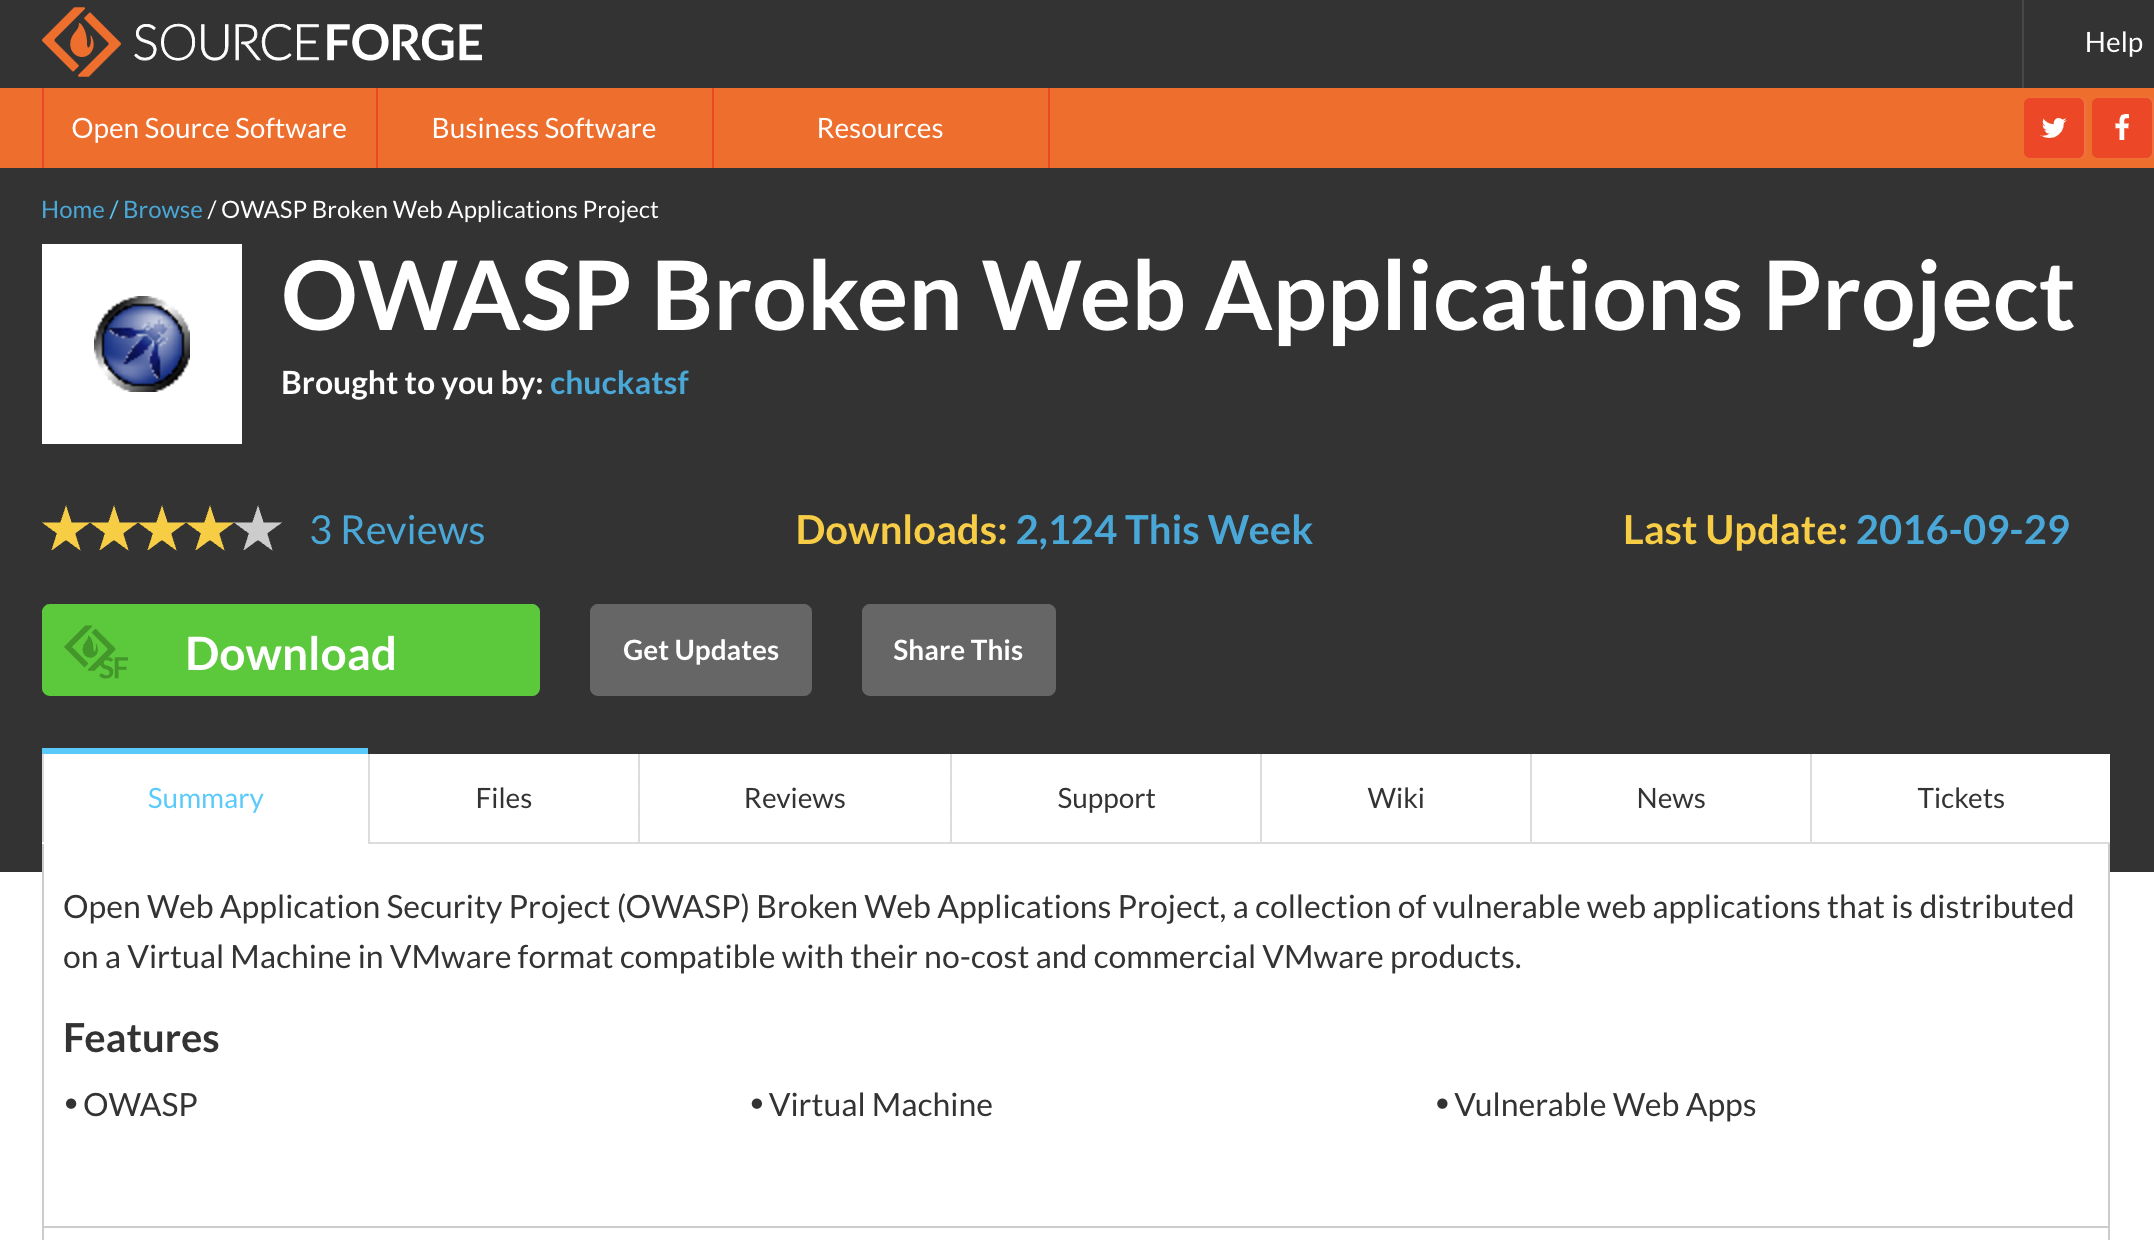 SOURCEFORGE
Help
Open Source Software
Business Software
Resources
Home / Browse / OWASP Broken Web Applications Project
OWASP Broken Web Applications Project
Brought to you by: chuckatsf
3 Reviews
Downloads: 2,124 This Week
Last Update: 2016-09-29
SF
Download
Get Updates
Share This
Summary
Files
Reviews
Support
Wiki
News
Tickets
Open Web Application Security Project (OWASP) Broken Web Applications Project, a collection of vulnerable web applications that is distributed
on a Virtual Machine in VMware format compatible with their no-cost and commercial VMware products.
Features
• OWASP
• Virtual Machine
• Vulnerable Web Apps